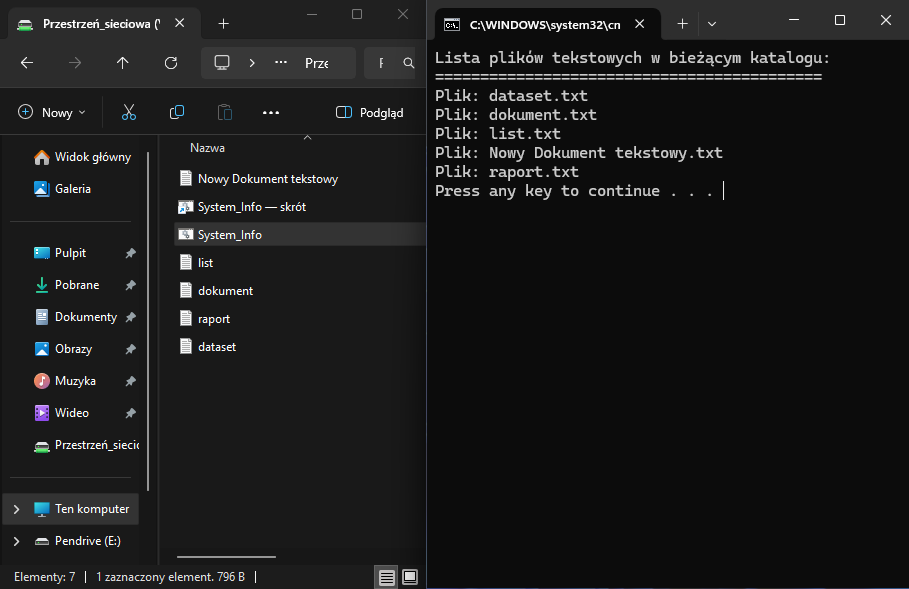 Przestrzeń_sieciowa (
Prze
F
Nowy
Podgląd
Widok główny
Galeria
Pulpit
Pobrane
Dokumenty
Obrazy
Muzyka
Wideo
Przestrzeń_siecio
Ten komputer
Pendrive (E:)
Nazwa
Nowy Dokument tekstowy
System_Info — skrót
System_Info
list
dokument
raport
dataset
Elementy: 7
1 zaznaczony element. 796 B
C:\WINDOWS\system32\cn
Lista plików tekstowych w bieżącym katalogu:
===========================================
Plik: dataset.txt
Plik: dokument.txt
Plik: list.txt
Plik: Nowy Dokument tekstowy.txt
Plik: raport.txt
Press any key to continue . . .